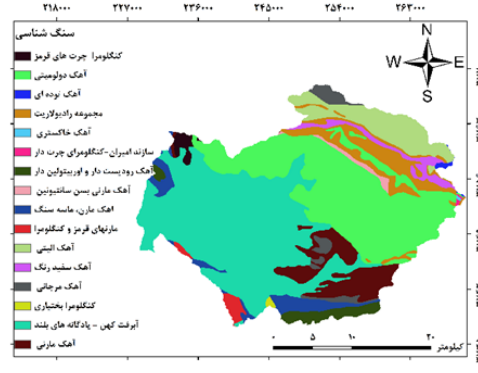 ۲۱۸۰۰۰ ۲۲۷۰۰۰ ۲۳۶۰۰۰ ۲۴۵۰۰۰ ۲۵۴۰۰۰ ۲۶۳۰۰۰
سنگ شناسی
کنگلومرا چرت های قرمز
آهک دولومیتی
آهک توده ای
مجموعه رادیولاریت
آهک خاکستری
سازند امیران-کنگلومرای چرت دار
آهک رودیست دار و اوربیتولین دار
آهک مارنی بسن سانتیونین
اهک مارن، ماسه سنگ
مارنهای قرمز و کنگلومرا
آهک الیتی
آهک سفید رنگ
آهک مرجانی
کنگلومرا بختیاری
آبرفت کهن - پادگانه های بلند
آهک مارنی
N
W E
S
۰ ۵ ۱۰ ۲۰
کیلومتر